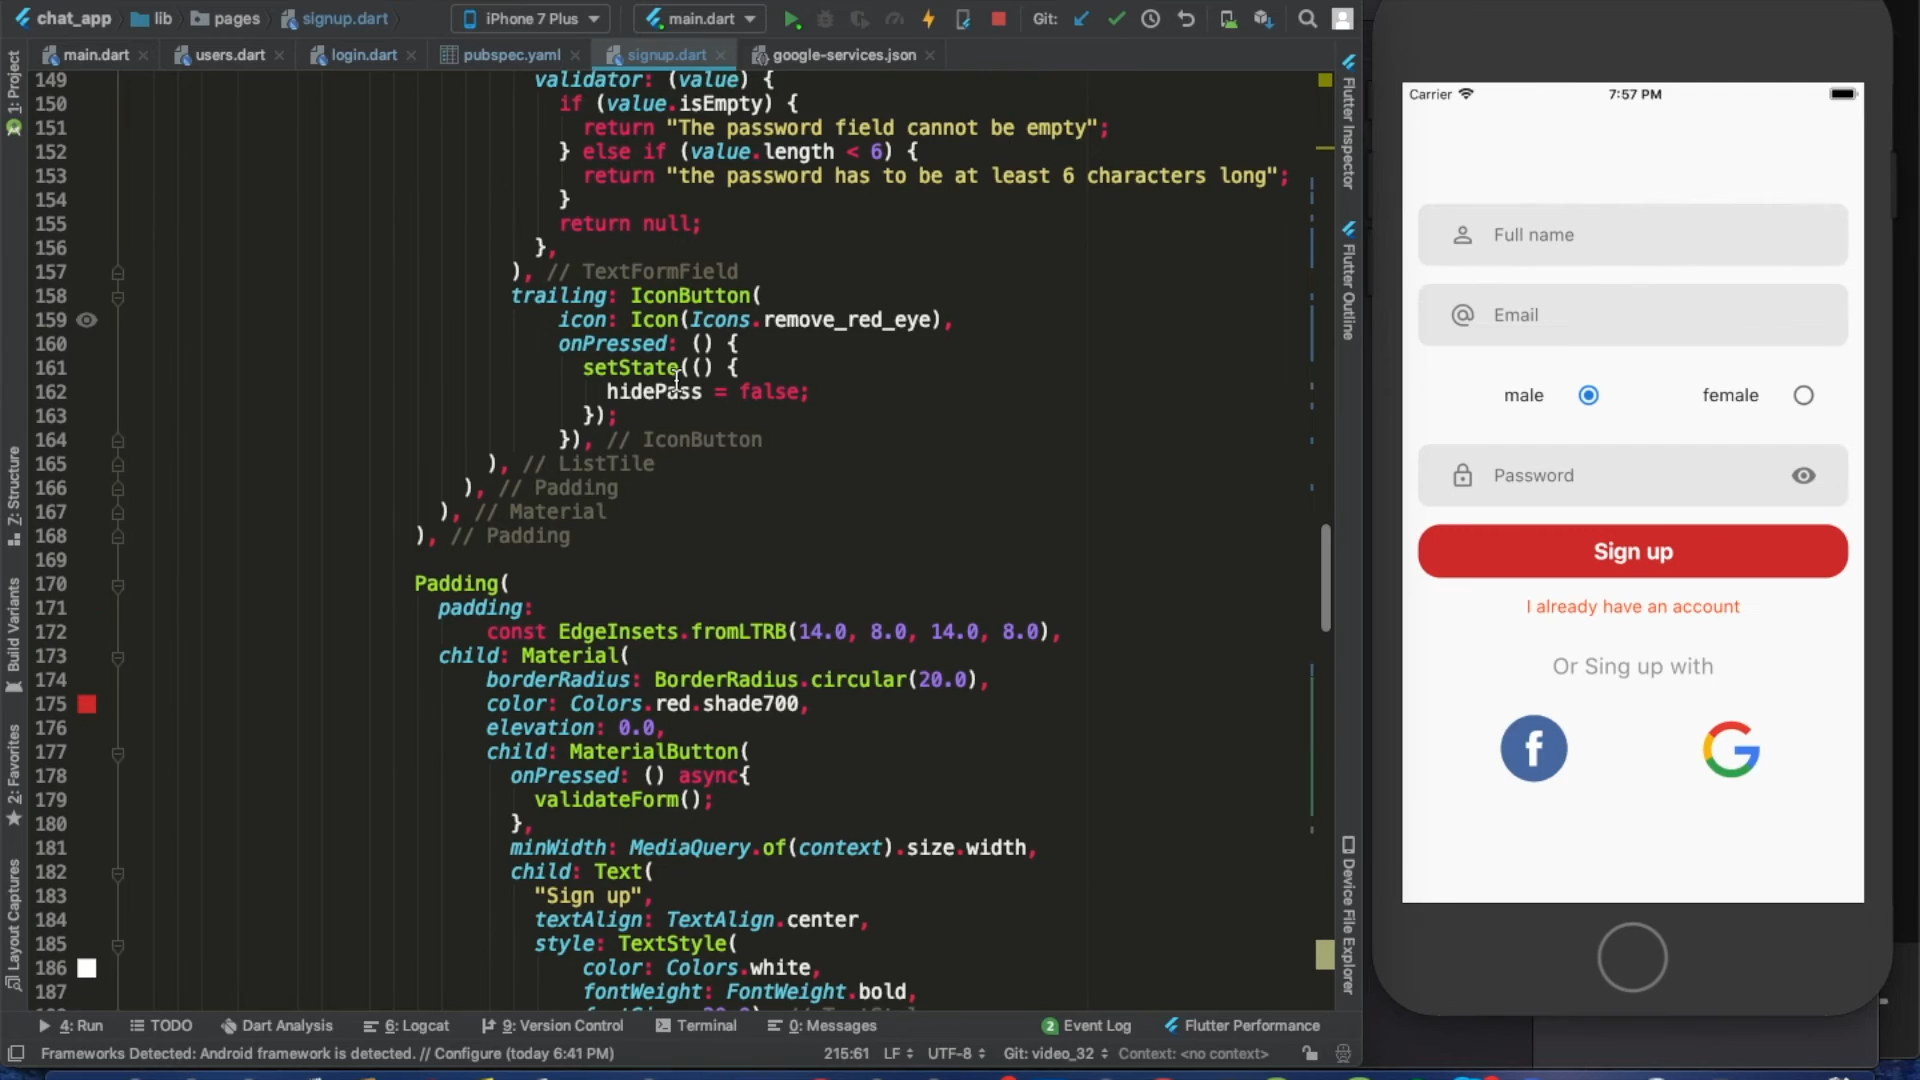 chat_app lib pages signup.dart iPhone 7 Plus main.dart Git:
main.dart users.dart login.dart pubspec.yaml signup.dart google-services.json
149 validator: (value) {
150 if (value.isEmpty) {
151 return "The password field cannot be empty";
152 } else if (value.length < 6) {
153 return "the password has to be at least 6 characters long";
154 }
155 return null;
156 },
157 ), // TextFormField
158 trailing: IconButton(
159 icon: Icon(Icons.remove_red_eye),
160 onPressed: () {
161 setState(() {
162 hidePass = false;
163 });
164 }), // IconButton
165 ), // ListTile
166 ), // Padding
167 ), // Material
168 ), // Padding
169
170 Padding(
171 padding:
172 const EdgeInsets.fromLTRB(14.0, 8.0, 14.0, 8.0),
173 child: Material(
174 borderRadius: BorderRadius.circular(20.0),
175 color: Colors.red.shade700,
176 elevation: 0.0,
177 child: MaterialButton(
178 onPressed: () async{
179 validateForm();
180 },
181 minWidth: MediaQuery.of(context).size.width,
182 child: Text(
183 "Sign up",
184 textAlign: TextAlign.center,
185 style: TextStyle(
186 color: Colors.white,
187 fontWeight: FontWeight.bold,
1: Project
Z: Structure
Build Variants
2: Favorites
Layout Captures
Flutter Inspector
Flutter Outline
Device File Explorer
4: Run TODO Dart Analysis 6: Logcat 9: Version Control Terminal 0: Messages 2 Event Log Flutter Performance
Frameworks Detected: Android framework is detected. // Configure (today 6:41 PM) 215:61 LF UTF-8 Git: video_32 Context: <no context>
Carrier 7:57 PM
Full name
Email
male female
Password
Sign up
I already have an account
Or Sing up with
f G